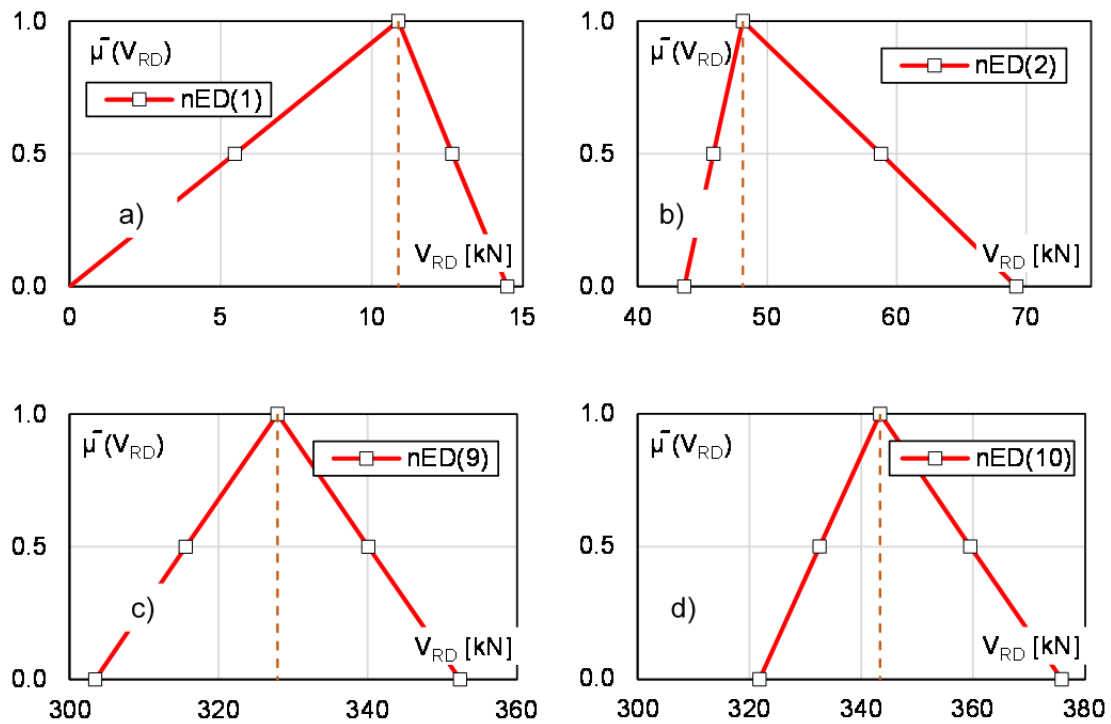 1.0
μ̄(VRD)
nED(1)
0.5
a)
VRD [kN]
0.0
0 5 10 15
1.0
μ̄(VRD)
nED(2)
0.5
b)
VRD [kN]
0.0
40 50 60 70
1.0
μ̄(VRD)
nED(9)
0.5
c)
VRD [kN]
0.0
300 320 340 360
1.0
μ̄(VRD)
nED(10)
0.5
d)
VRD [kN]
0.0
300 320 340 360 380